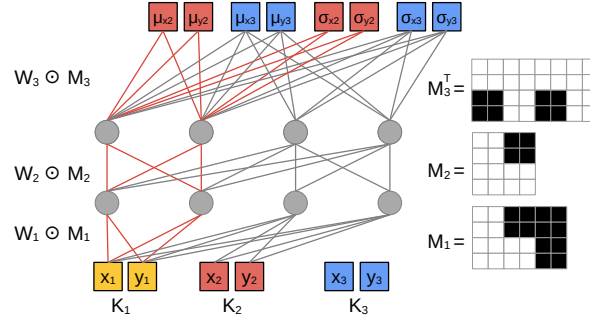 μx2 μy2 μx3 μy3 σx2 σy2 σx3 σy3
W3 ⊙ M3
M3T=
W2 ⊙ M2
M2=
W1 ⊙ M1
M1=
x1 y1 x2 y2 x3 y3
K1 K2 K3